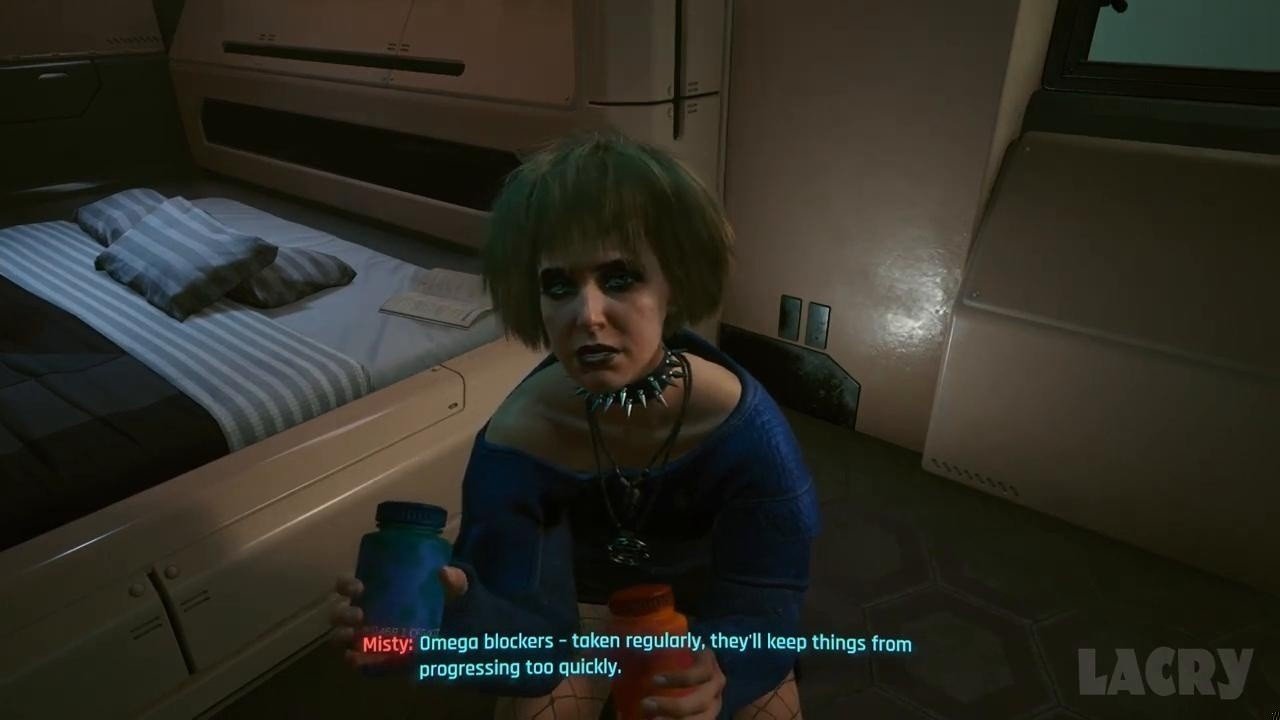 Misty: Omega blockers – taken regularly, they'll keep things from
progressing too quickly.
LACRY